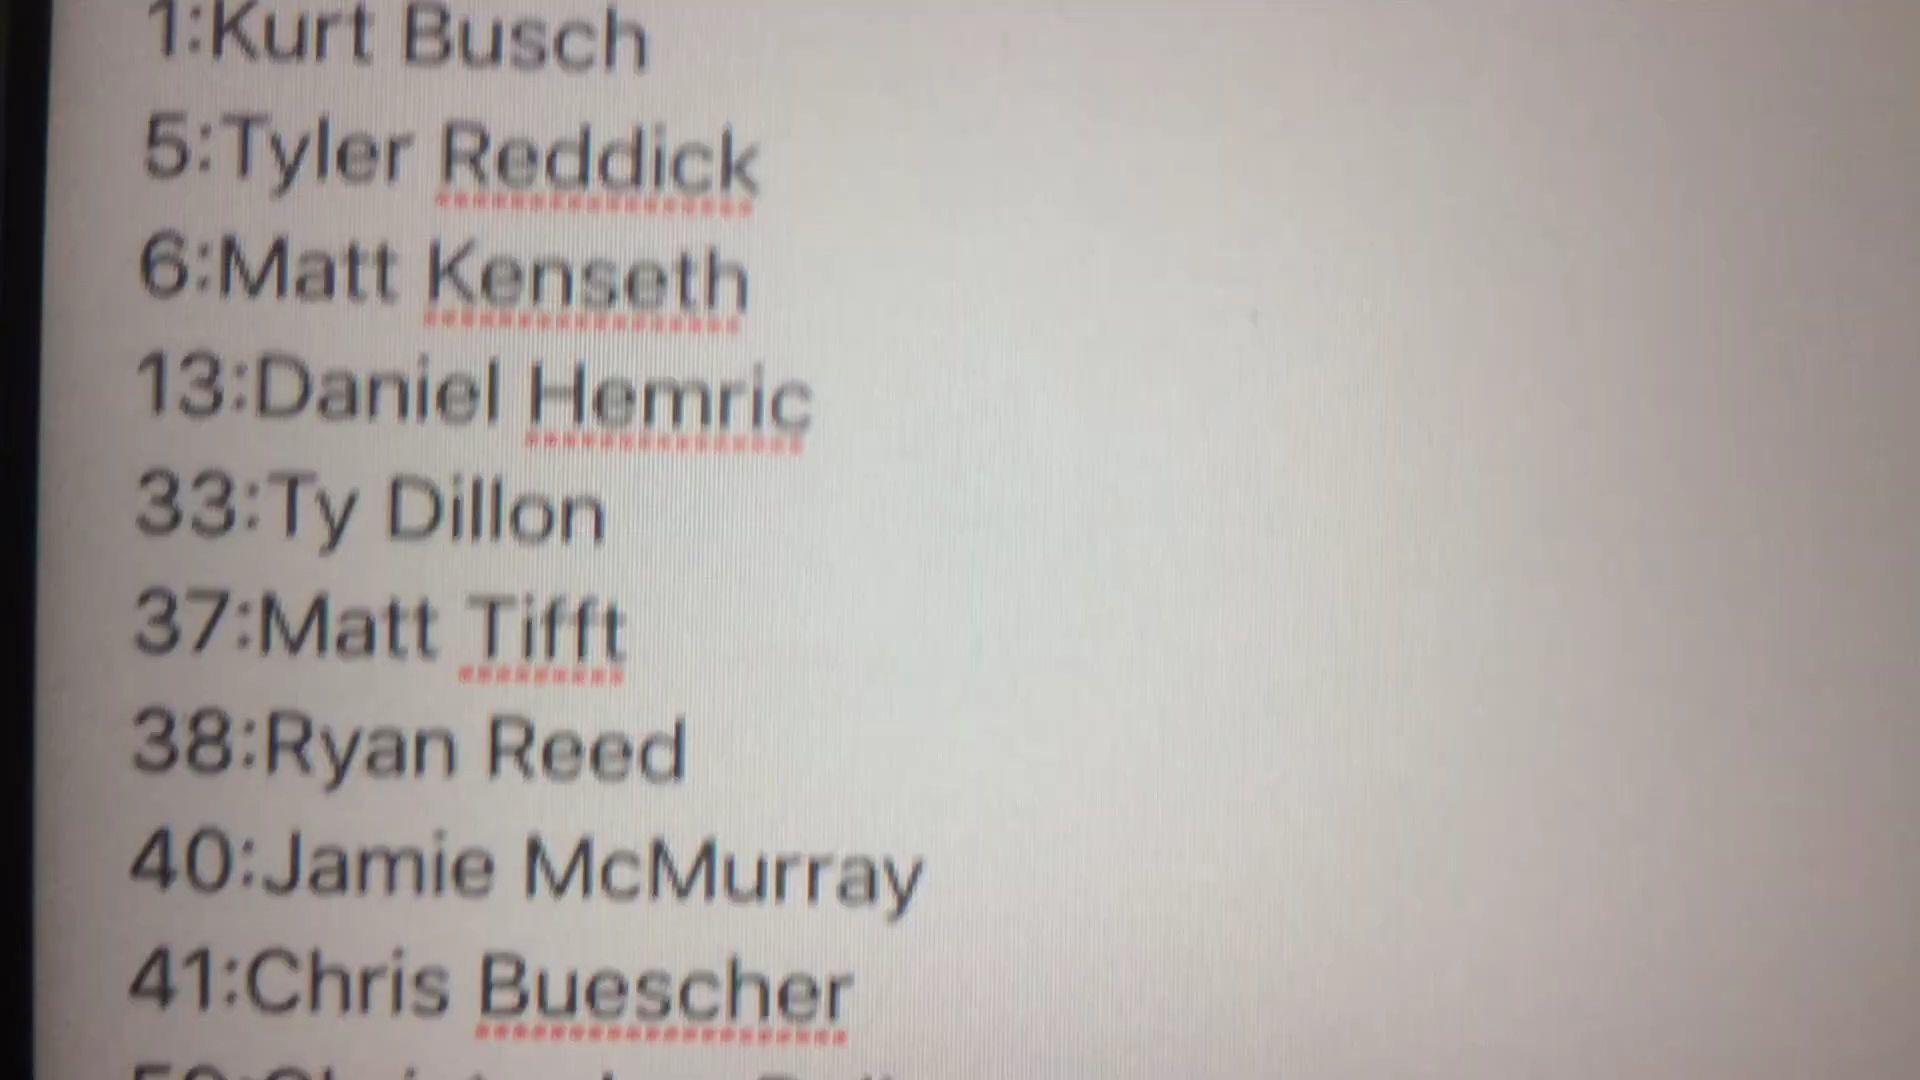 1:Kurt Busch
5:Tyler Reddick
6:Matt Kenseth
13:Daniel Hemric
33:Ty Dillon
37:Matt Tifft
38:Ryan Reed
40:Jamie McMurray
41:Chris Buescher